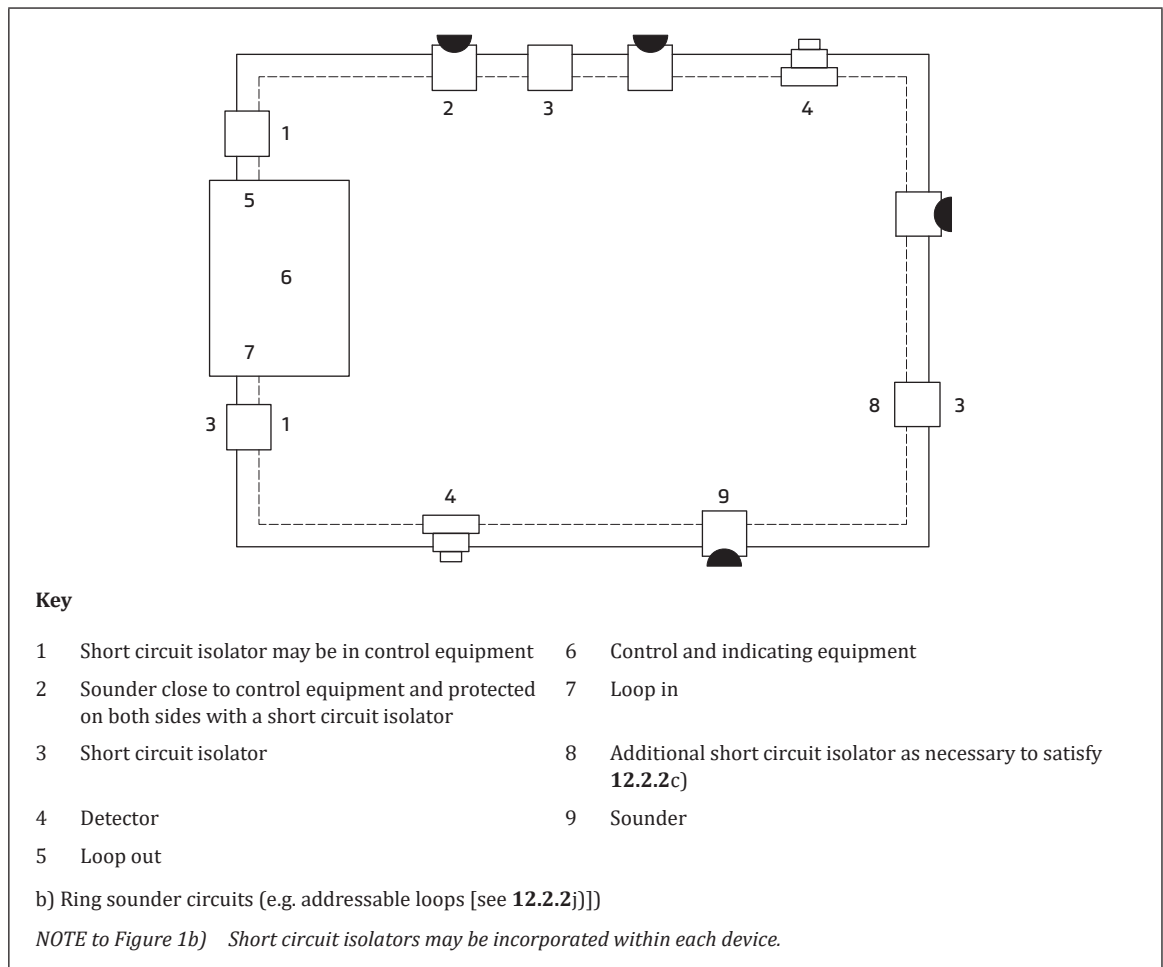 2
3
4
1
5
6
7
8
3
3
1
4
9
Key
1 Short circuit isolator may be in control equipment
2 Sounder close to control equipment and protected
on both sides with a short circuit isolator
3 Short circuit isolator
4 Detector
5 Loop out
6 Control and indicating equipment
7 Loop in
8 Additional short circuit isolator as necessary to satisfy
12.2.2c)
9 Sounder
b) Ring sounder circuits (e.g. addressable loops [see 12.2.2j)])
NOTE to Figure 1b) Short circuit isolators may be incorporated within each device.